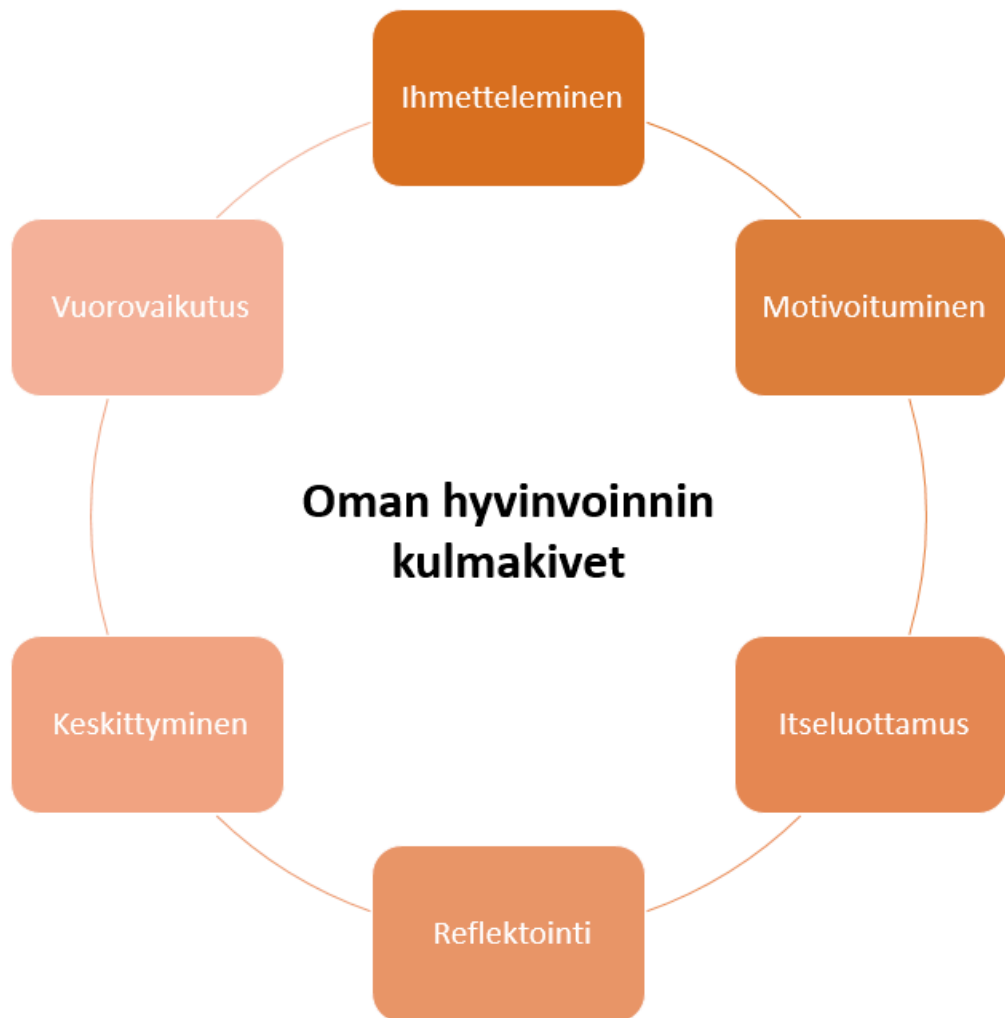 Ihmetteleminen
Motivoituminen
Itseluottamus
Reflektointi
Keskittyminen
Vuorovaikutus
Oman hyvinvoinnin
kulmakivet